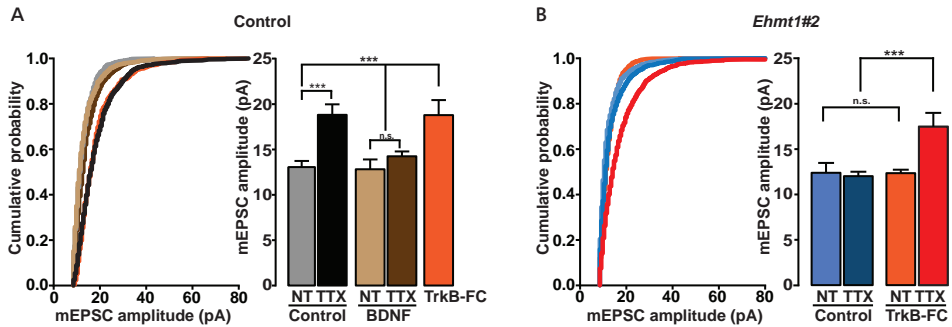 A
Control
Cumulative probability
1.0
0.8
0.6
0.4
0.2
0.0
20
40
60
80
mEPSC amplitude (pA)
mEPSC amplitude (pA)
25
20
15
10
5
0
***
***
n.s.
NT TTX
NT TTX
TrkB-FC
Control
BDNF
B
Ehmt1#2
Cumulative probability
1.0
0.8
0.6
0.4
0.2
0.0
20
40
60
80
mEPSC amplitude (pA)
mEPSC amplitude (pA)
25
20
15
10
5
0
***
n.s.
NT TTX
NT TTX
Control
TrkB-FC